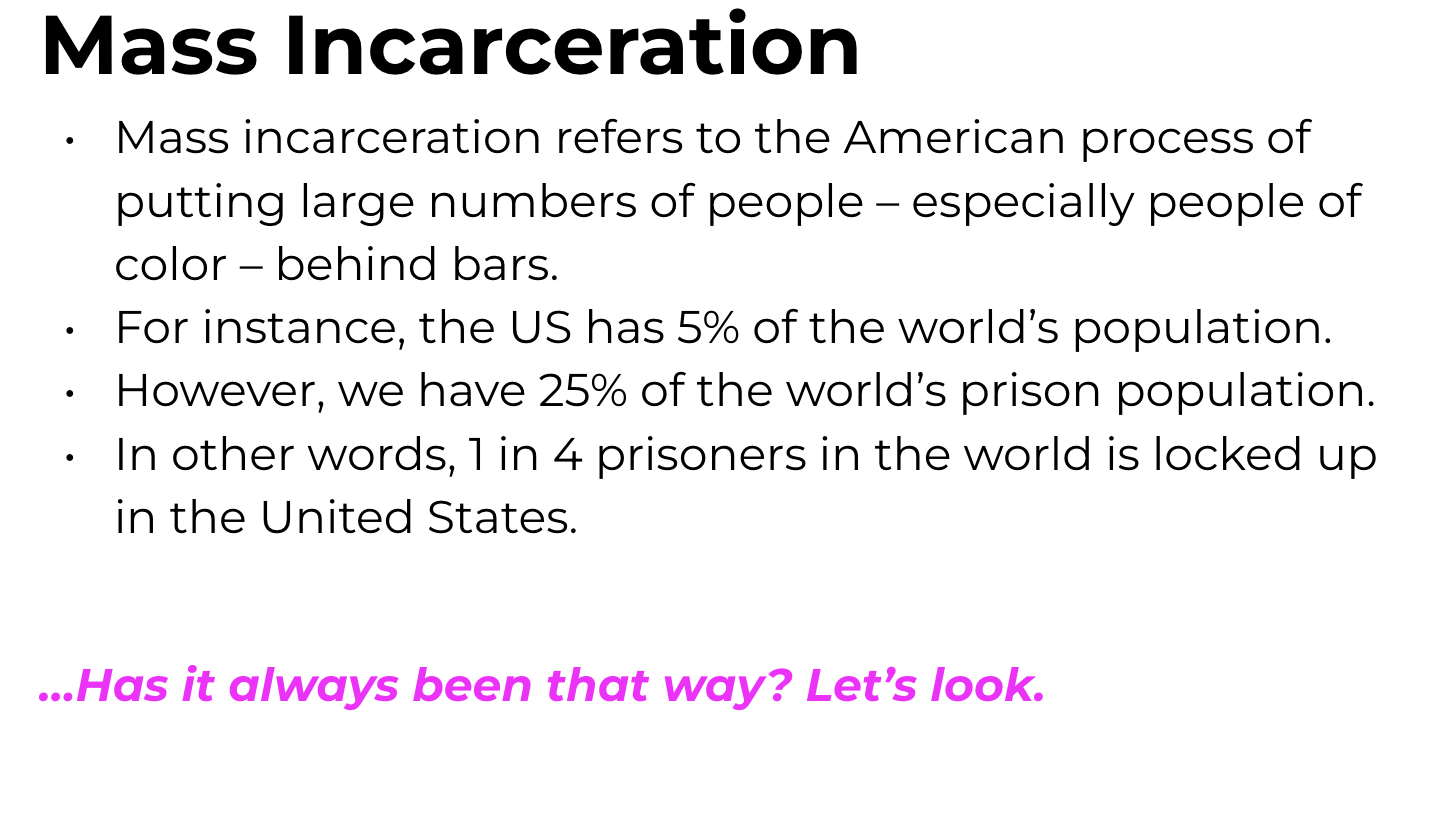 Mass Incarceration
• Mass incarceration refers to the American process of
putting large numbers of people – especially people of
color – behind bars.
• For instance, the US has 5% of the world’s population.
• However, we have 25% of the world’s prison population.
• In other words, 1 in 4 prisoners in the world is locked up
in the United States.
...Has it always been that way? Let’s look.